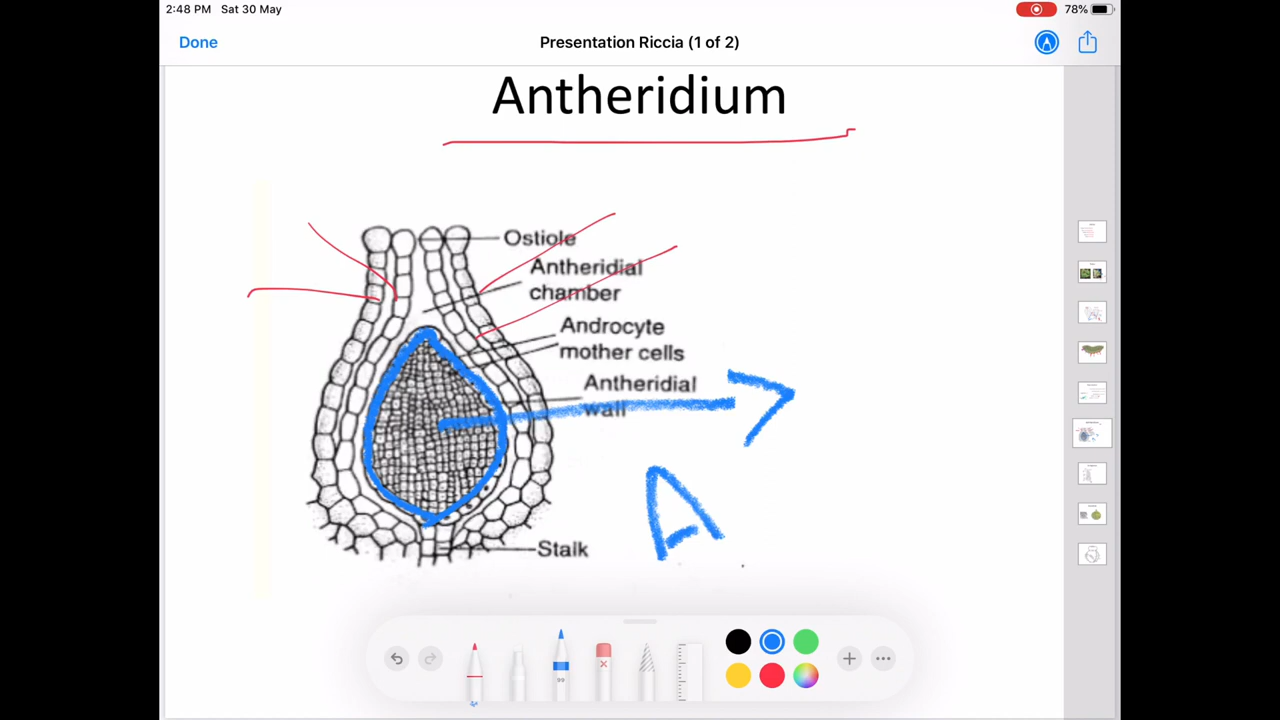 2:48 PM Sat 30 May
78%
Done
Presentation Riccia (1 of 2)
Antheridium
Ostiole
Antheridial
chamber
Androcyte
mother cells
Antheridial
wall
A
Stalk